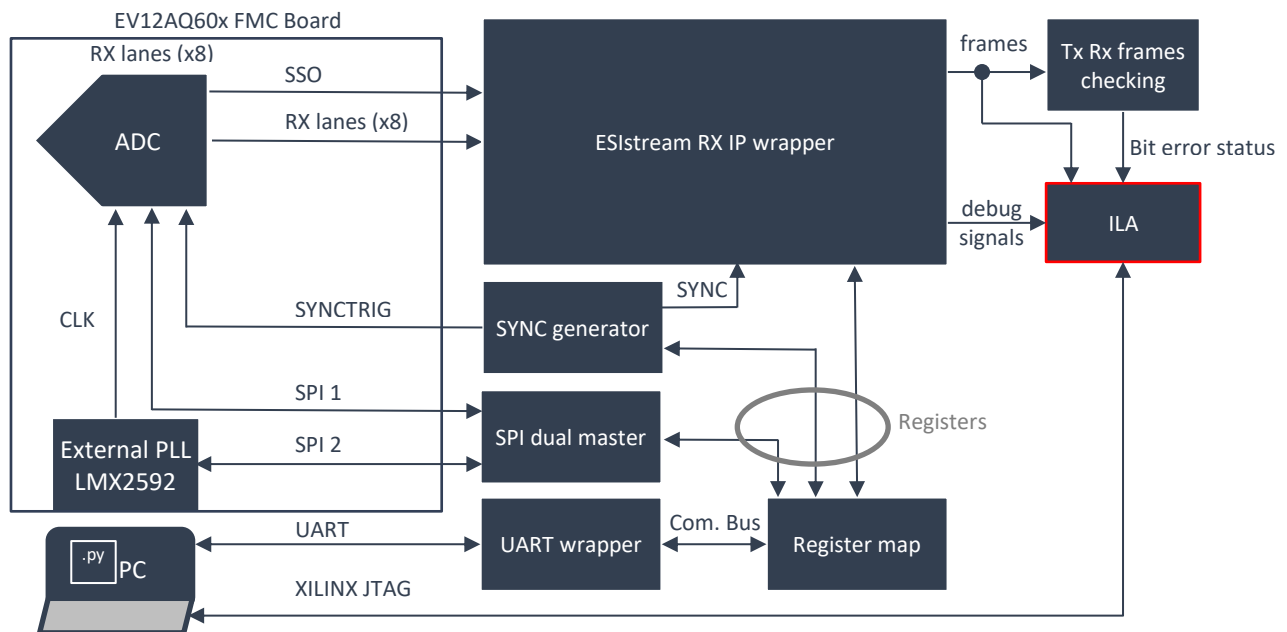 EV12AQ60x FMC Board
RX lanes (x8)
SSO
ADC
RX lanes (x8)
ESIstream RX IP wrapper
frames
Tx Rx frames
checking
Bit error status
debug
signals
ILA
CLK
SYNCTRIG
SYNC
SYNC generator
SPI 1
External PLL
LMX2592
SPI 2
SPI dual master
Registers
.py
PC
UART
UART wrapper
Com. Bus
Register map
XILINX JTAG